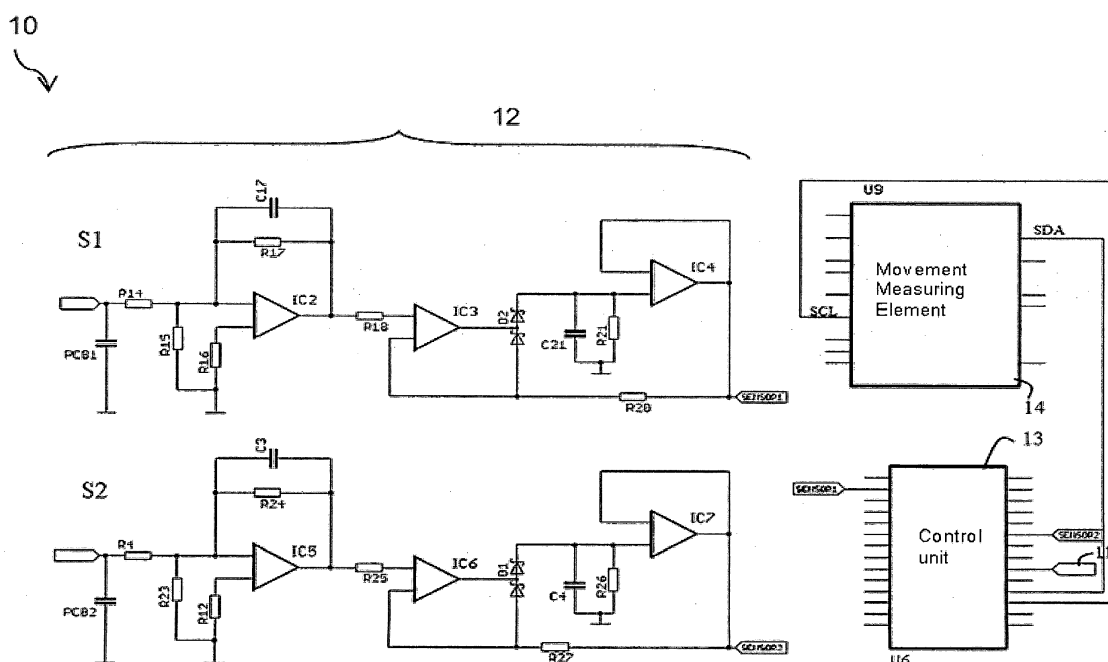 10
12
S1
C17
R17
R14
IC2
R15
R16
PCB1
R18
IC3
D2
IC4
C21
R21
R20
SENSOR1
U9
SDA
Movement
Measuring
Element
SCL
14
13
S2
C3
R24
R4
IC5
R23
R12
PCB2
R25
IC6
D1
IC7
C4
R26
R27
SENSOR2
SENSOR1
Control
unit
SENSOR2
11
U6